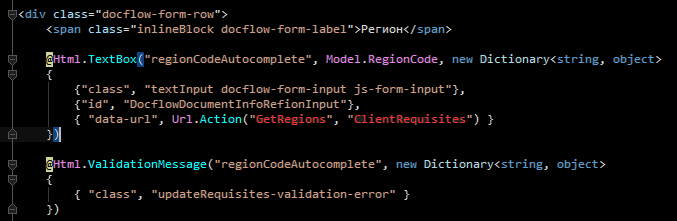 <div class="docflow-form-row">
<span class="inlineBlock docflow-form-label">Регион</span>
@Html.TextBox("regionCodeAutocomplete", Model.RegionCode, new Dictionary<string, object>
{
{"class", "textInput docflow-form-input js-form-input"},
{"id", "DocflowDocumentInfoRefionInput"},
{ "data-url", Url.Action("GetRegions", "ClientRequisites") }
})
@Html.ValidationMessage("regionCodeAutocomplete", new Dictionary<string, object>
{
{ "class", "updateRequisites-validation-error" }
})